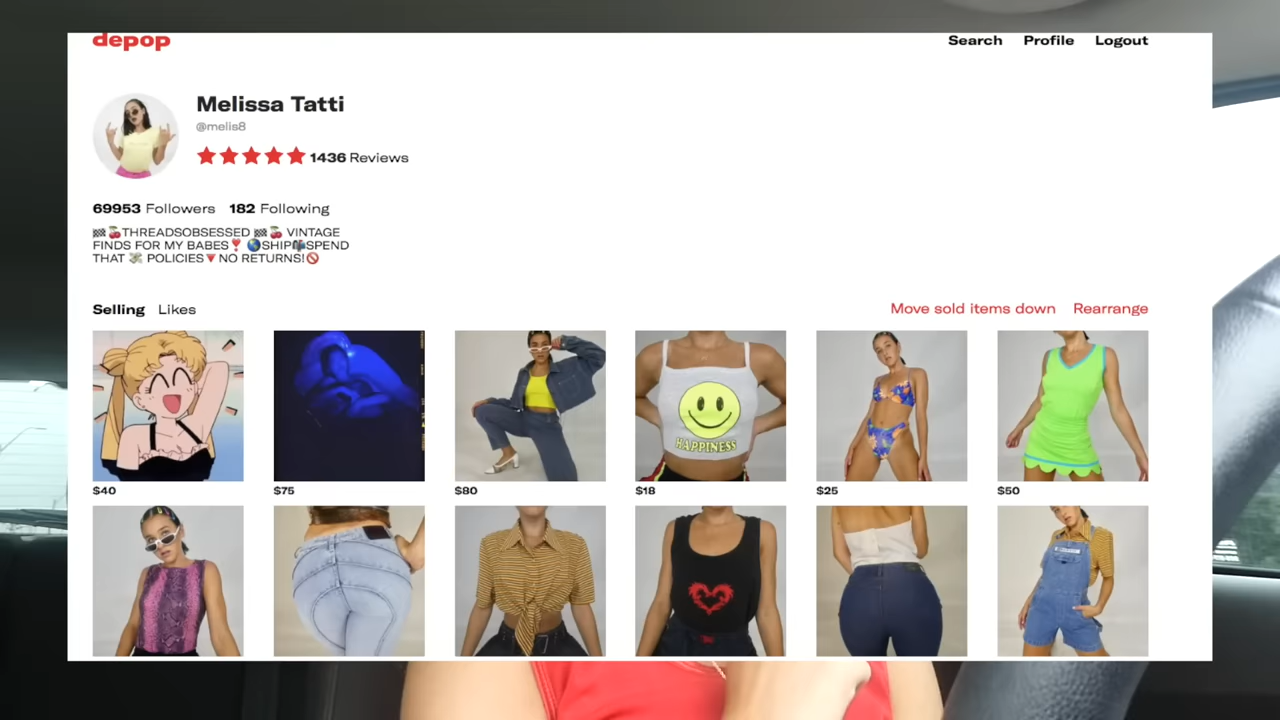 depop
Search Profile Logout
Melissa Tatti
@melis8
1436 Reviews
69953 Followers 182 Following
🏁🍒THREADSOBSESSED 🏁🍒 VINTAGE
FINDS FOR MY BABES❣️ 🌎SHIP📬SPEND
THAT 💸 POLICIES🔻NO RETURNS!🚫
Selling Likes
Move sold items down Rearrange
HAPPINESS
$40 $75 $80 $18 $25 $50